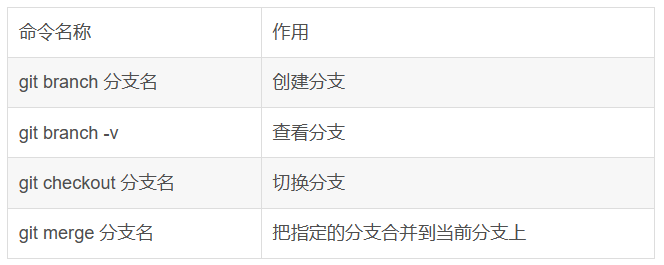 命令名称 作用
git branch 分支名 创建分支
git branch -v 查看分支
git checkout 分支名 切换分支
git merge 分支名 把指定的分支合并到当前分支上